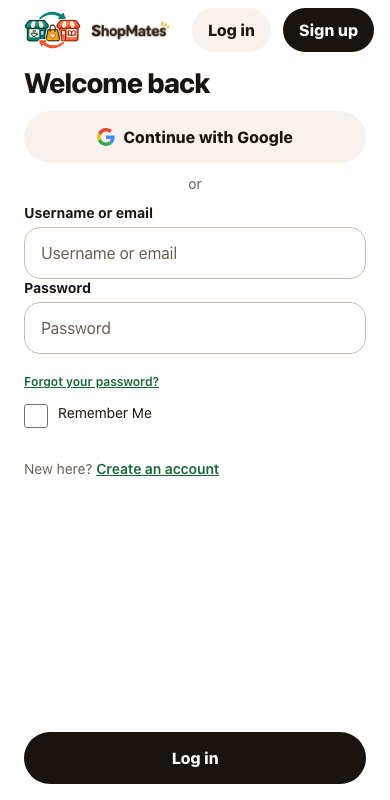 ShopMates
Log in
Sign up
Welcome back
Continue with Google
or
Username or email
Username or email
Password
Password
Forgot your password?
Remember Me
New here? Create an account
Log in